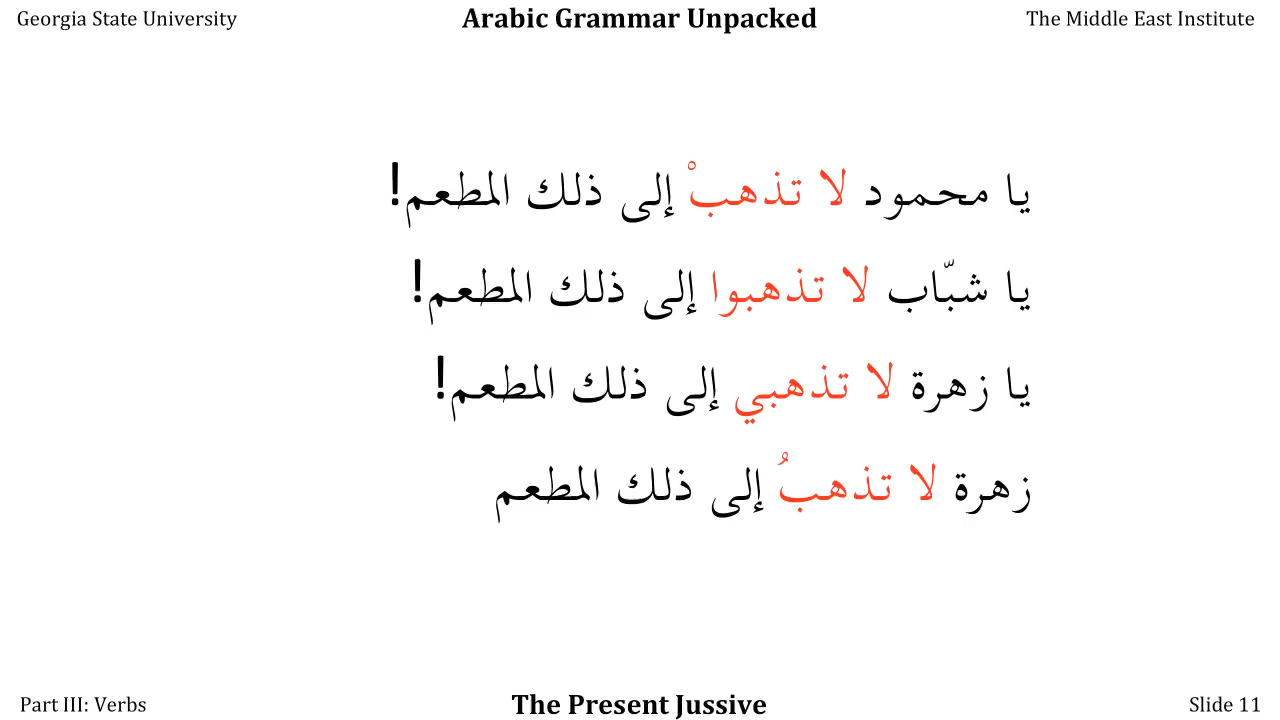 Georgia State University
Arabic Grammar Unpacked
The Middle East Institute
يا محمود لا تذهبْ إلى ذلك المطعم!
يا شبّاب لا تذهبوا إلى ذلك المطعم!
يا زهرة لا تذهبي إلى ذلك المطعم!
زهرة لا تذهبُ إلى ذلك المطعم
Part III: Verbs
The Present Jussive
Slide 11